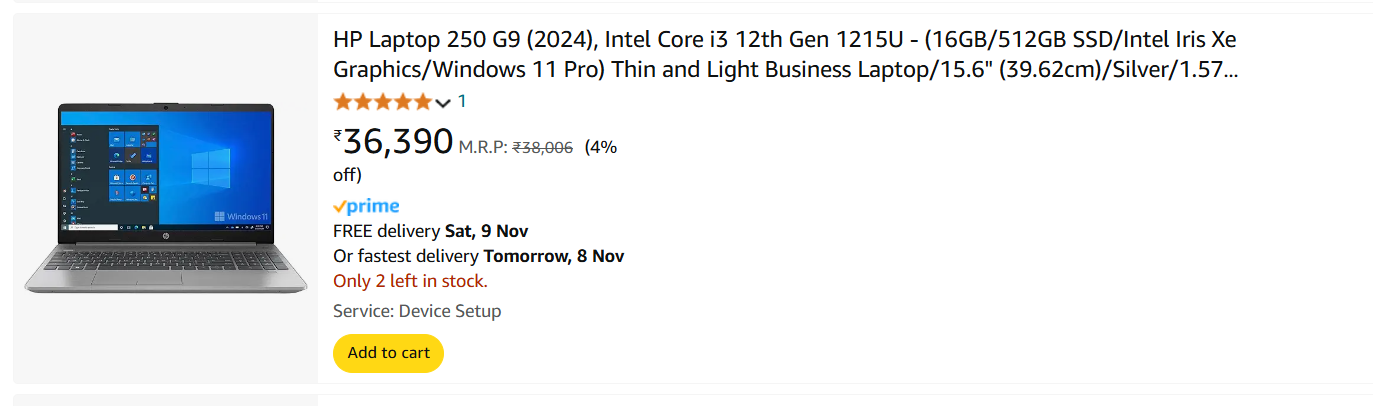 HP Laptop 250 G9 (2024), Intel Core i3 12th Gen 1215U - (16GB/512GB SSD/Intel Iris Xe
Graphics/Windows 11 Pro) Thin and Light Business Laptop/15.6" (39.62cm)/Silver/1.57...
1
₹36,390 M.R.P: ₹38,006 (4%
off)
prime
FREE delivery Sat, 9 Nov
Or fastest delivery Tomorrow, 8 Nov
Only 2 left in stock.
Service: Device Setup
Add to cart
Windows 11